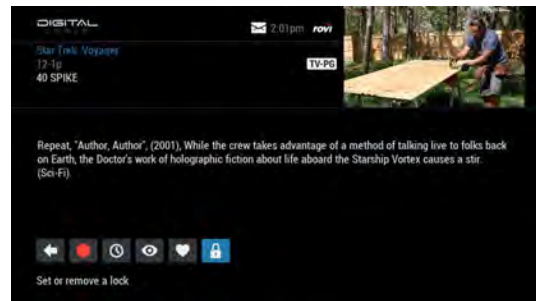 DIGITAL
2:01pm rovi
Star Trek: Voyager
12-1p
TV-PG
40 SPIKE
Repeat, "Author, Author", (2001), While the crew takes advantage of a method of talking live to folks back
on Earth, the Doctor's work of holographic fiction about life aboard the Starship Vortex causes a stir.
(Sci-Fi)
Set or remove a lock